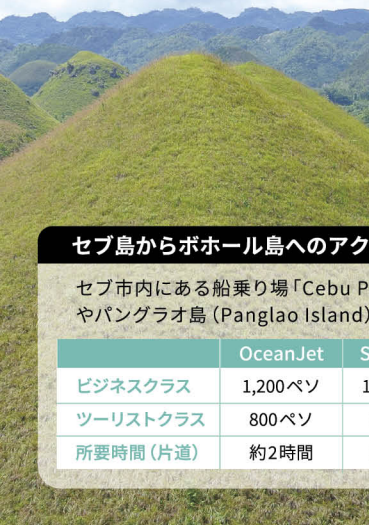 セブ島からボホール島へのアク
セブ市内にある船乗り場「Cebu P
やパングラオ島（Panglao Island）
OceanJet S
ビジネスクラス 1,200ペソ 1
ツーリストクラス 800ペソ
所要時間（片道） 約2時間